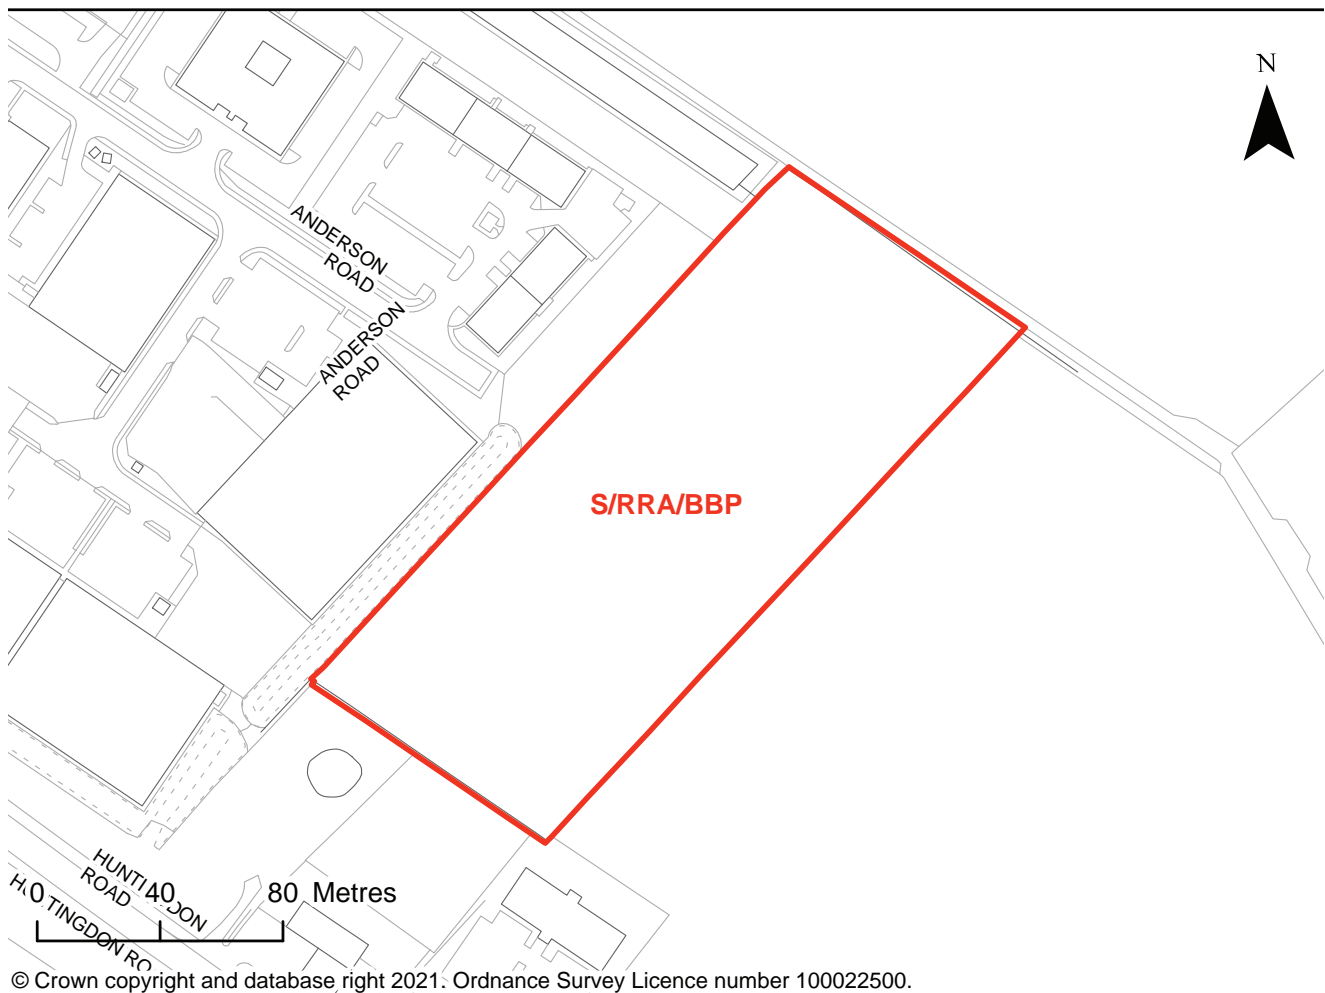 N
ANDERSON
ROAD
ANDERSON
ROAD
S/RRA/BBP
ROAD
0 40 80 Metres
© Crown copyright and database right 2021. Ordnance Survey Licence number 100022500.